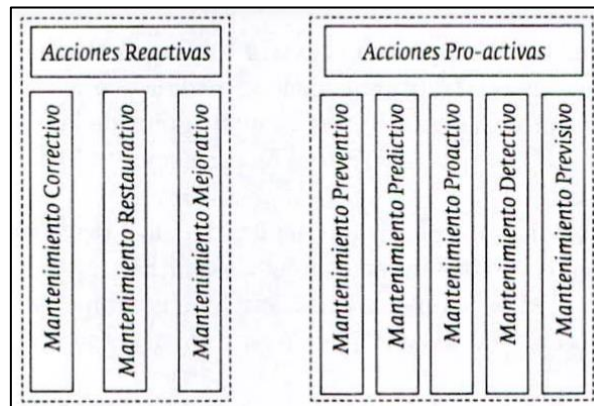 Acciones Reactivas
Mantenimiento Correctivo
Mantenimiento Restaurativo
Mantenimiento Mejorativo
Acciones Pro-activas
Mantenimiento Preventivo
Mantenimiento Predictivo
Mantenimiento Proactivo
Mantenimiento Detectivo
Mantenimiento Previsivo